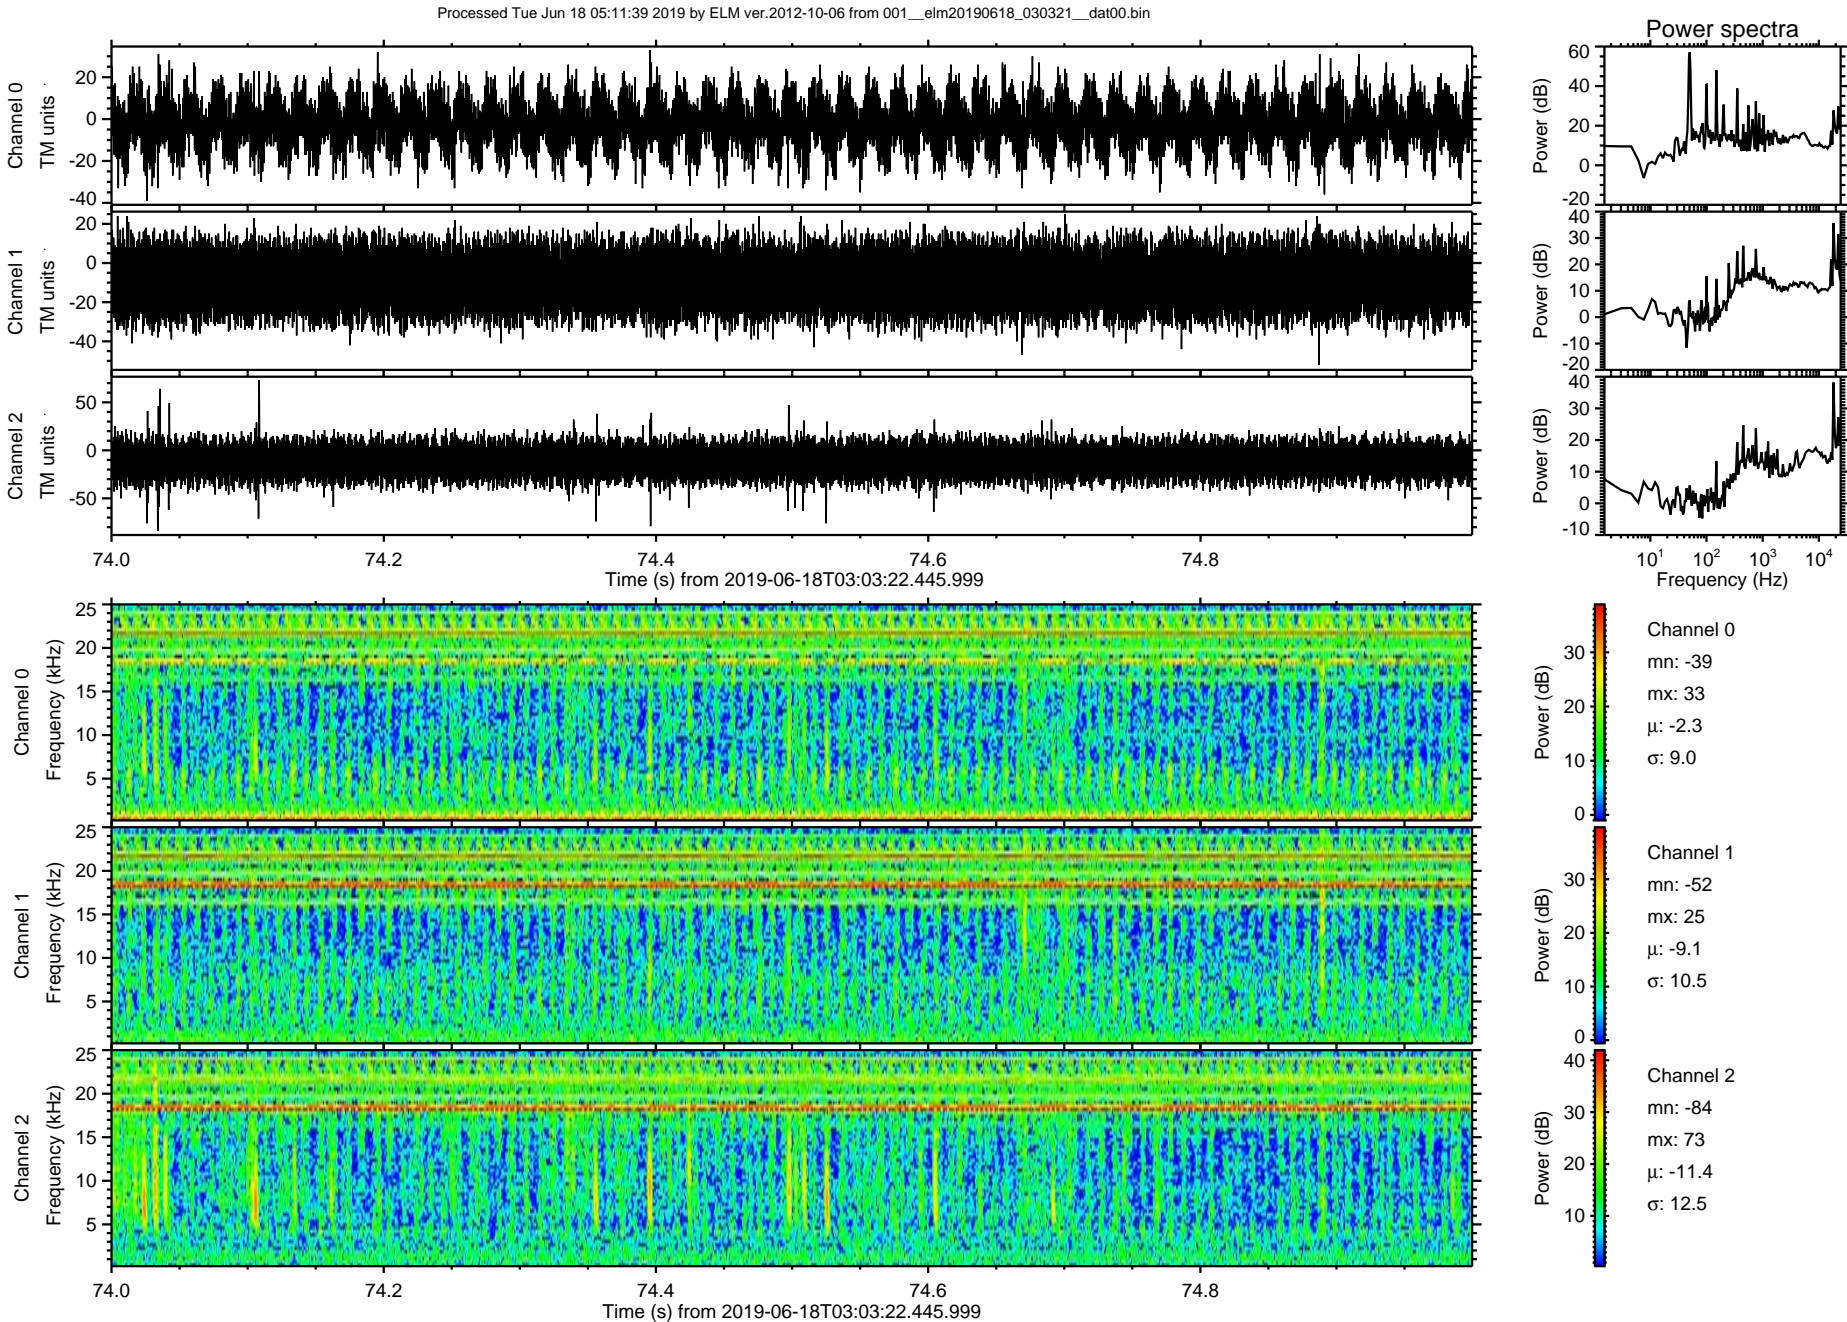 Processed Tue Jun 18 05:11:39 2019 by ELM ver.2012-10-06 from 001__elm20190618_030321__dat00.bin
Power spectra
Channel 0
TM units
20
0
-20
-40
Power (dB)
60
40
20
0
-20
Channel 1
TM units
20
0
-20
-40
Power (dB)
40
30
20
10
0
-10
-20
Channel 2
TM units
50
0
-50
Power (dB)
40
30
20
10
0
-10
74.0 74.2 74.4 74.6 74.8
Time (s) from 2019-06-18T03:03:22.445.999
10^1 10^2 10^3 10^4
Frequency (Hz)
Channel 0
Frequency (kHz)
25
20
15
10
5
Power (dB)
30
20
10
0
Channel 0
mn: -39
mx: 33
μ: -2.3
σ: 9.0
Channel 1
Frequency (kHz)
25
20
15
10
5
Power (dB)
30
20
10
0
Channel 1
mn: -52
mx: 25
μ: -9.1
σ: 10.5
Channel 2
Frequency (kHz)
25
20
15
10
5
Power (dB)
40
30
20
10
Channel 2
mn: -84
mx: 73
μ: -11.4
σ: 12.5
74.0 74.2 74.4 74.6 74.8
Time (s) from 2019-06-18T03:03:22.445.999